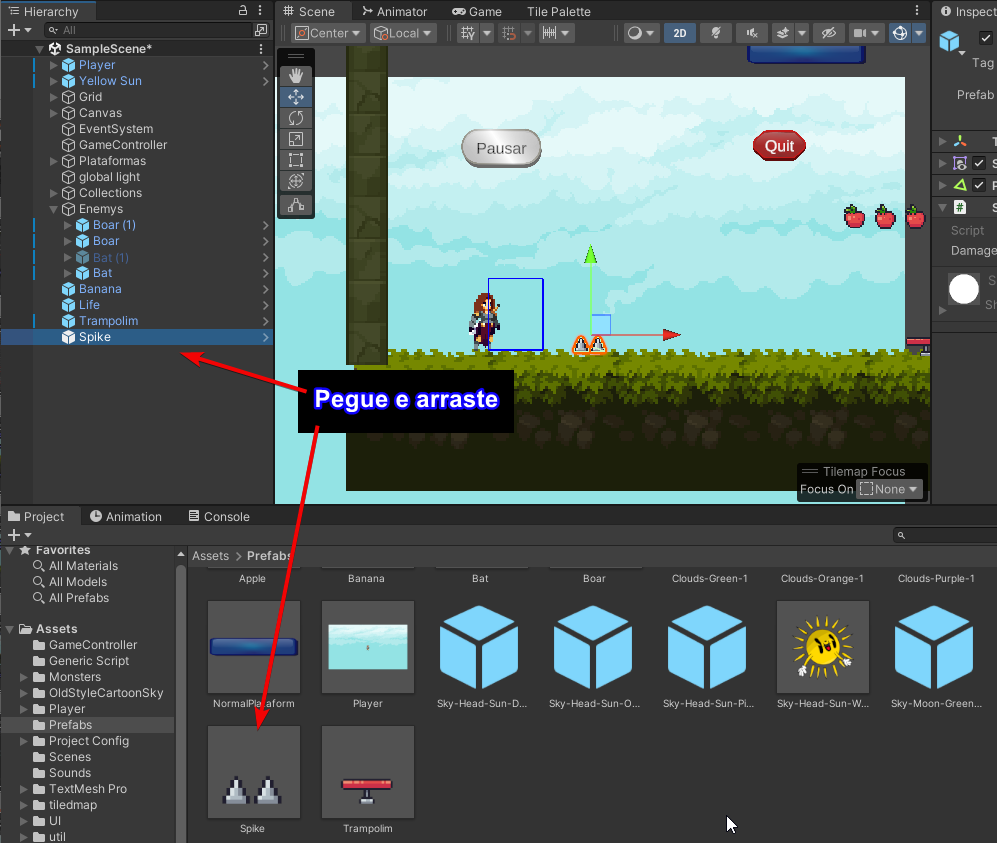 Hierarchy
All
SampleScene*
Player
Yellow Sun
Grid
Canvas
EventSystem
GameController
Plataformas
global light
Collections
Enemys
Boar (1)
Boar
Bat (1)
Bat
Banana
Life
Trampolim
Spike
Scene
Animator
Game
Tile Palette
Center
Local
2D
Pausar
Quit
Pegue e arraste
Tilemap Focus
Focus On
None
Inspect
Tag
Prefab
Script
Damage
Project
Animation
Console
Favorites
All Materials
All Models
All Prefabs
Assets
GameController
Generic Script
Monsters
OldStyleCartoonSky
Player
Prefabs
Project Config
Scenes
Sounds
TextMesh Pro
tiledmap
UI
util
Assets > Prefabs
Apple
Banana
Bat
Boar
Clouds-Green-1
Clouds-Orange-1
Clouds-Purple-1
NormalPlataform
Player
Sky-Head-Sun-D...
Sky-Head-Sun-O...
Sky-Head-Sun-Pi...
Sky-Head-Sun-W...
Sky-Moon-Green...
Spike
Trampolim